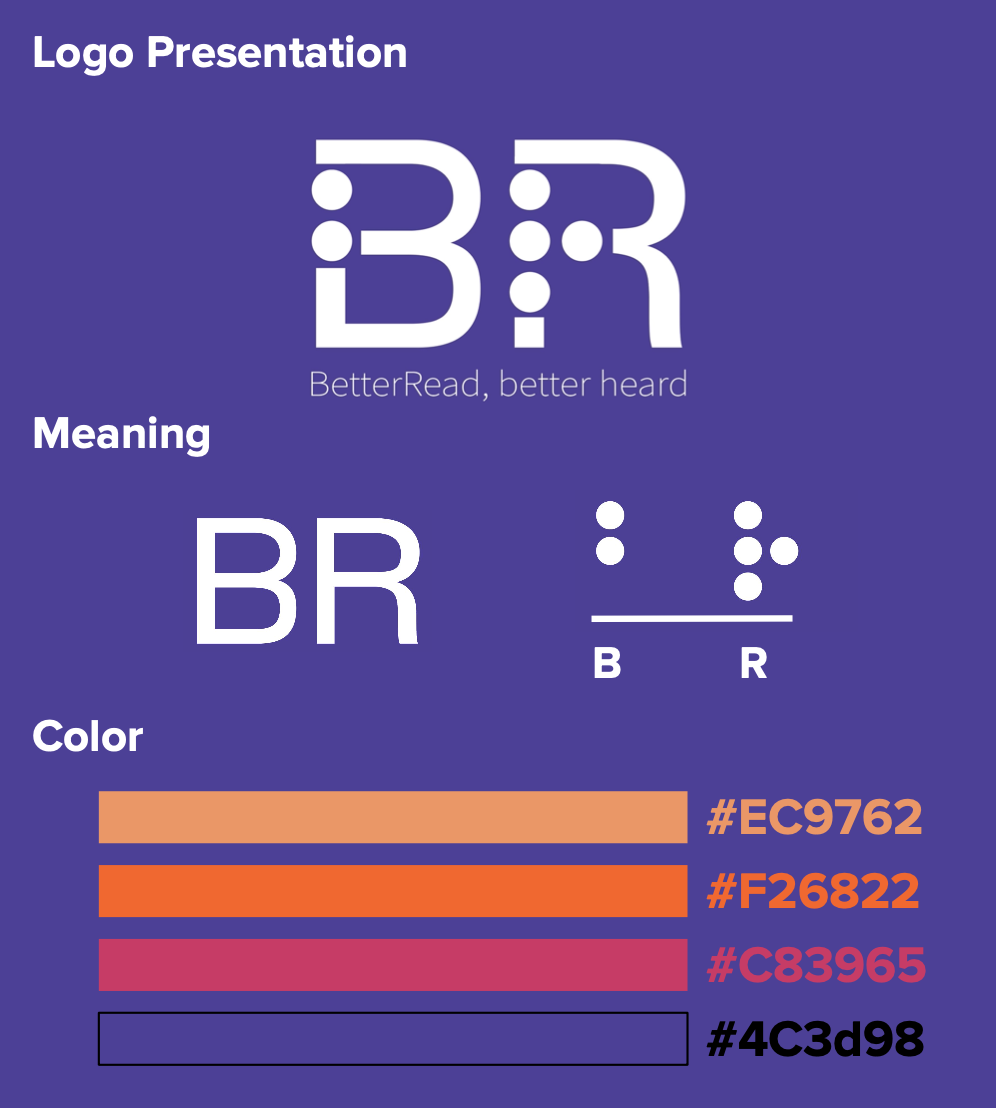 Logo Presentation
BR
BetterRead, better heard
Meaning
BR
⠃ ⠗
B R
Color
#EC9762
#F26822
#C83965
#4C3d98